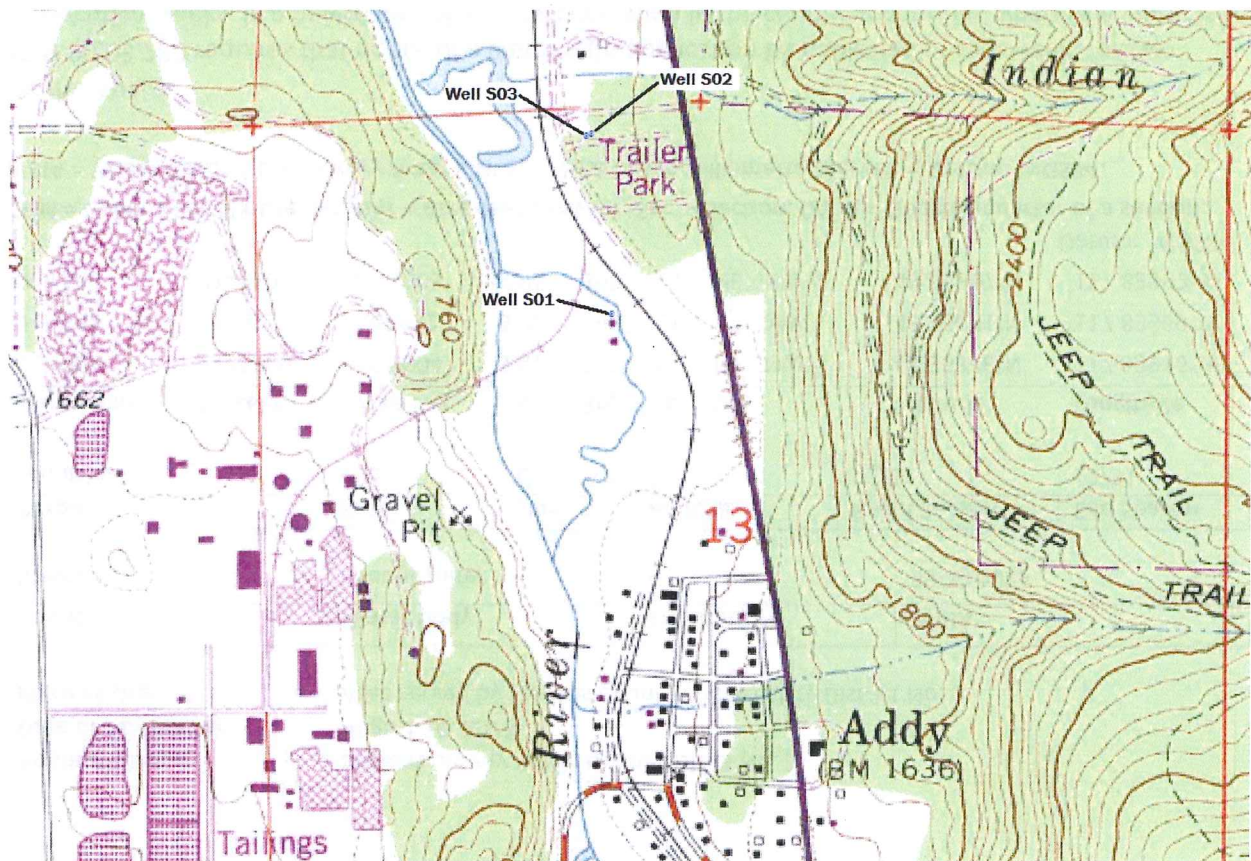 Indian
Well S02
Well S03
2
Trailer
Park
2400
Well S01
1760
JEEP
TRAIL
1662
Gravel
Pit
13
JEEP
TRAIL
1800
River
Addy
(BM 1636)
Tailings